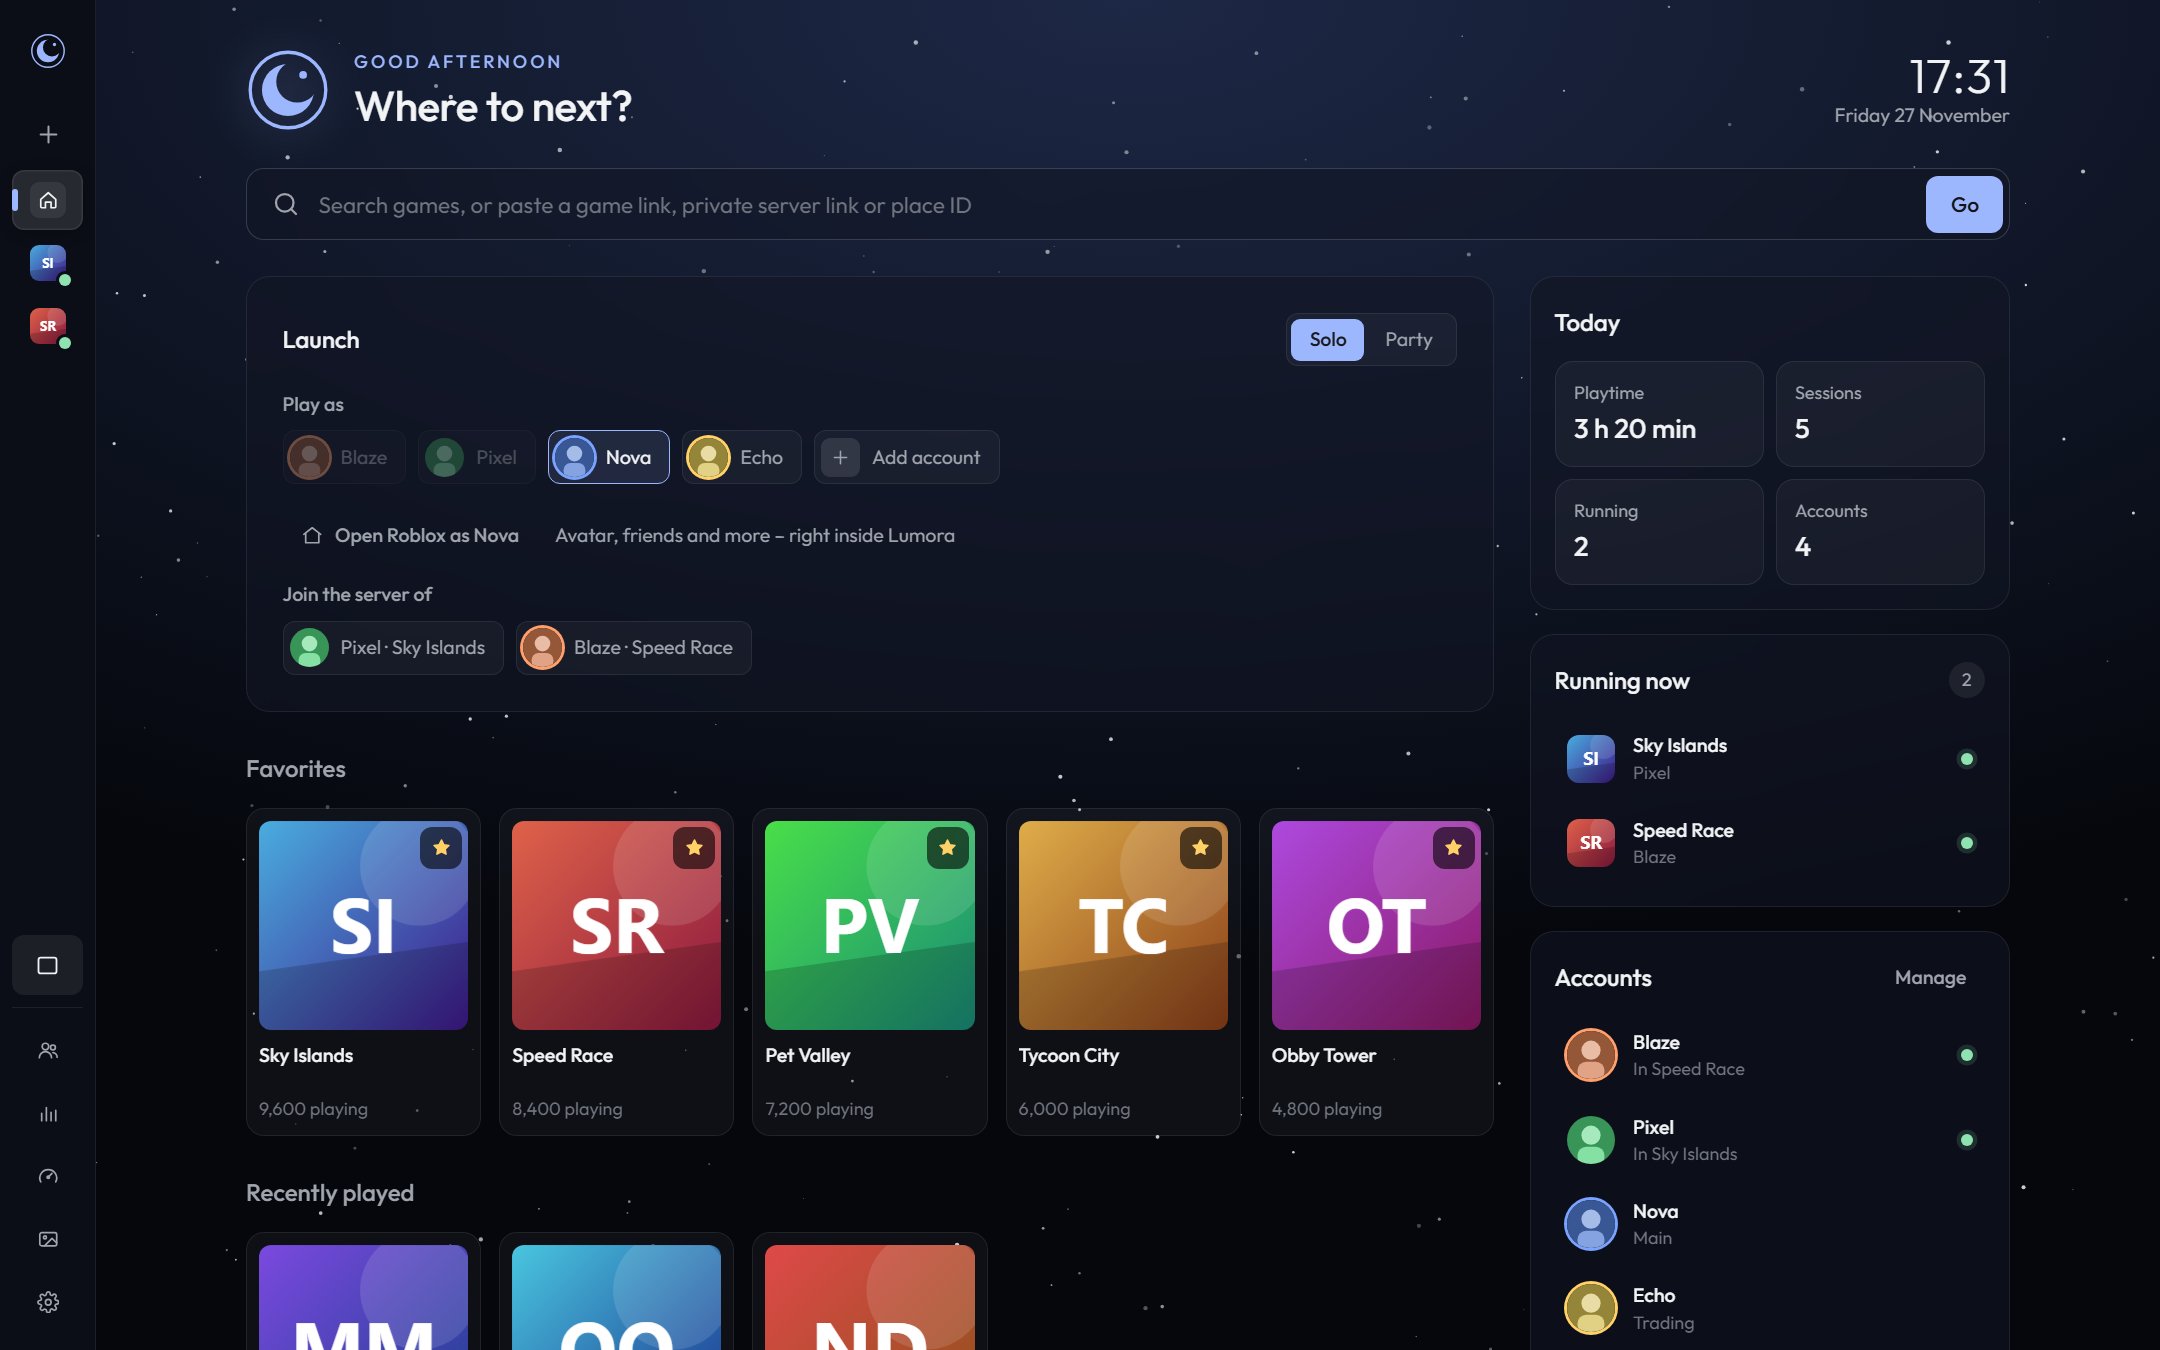 GOOD AFTERNOON
Where to next?
17:31
Friday 27 November
Search games, or paste a game link, private server link or place ID
Go
SI
SR
Launch
Solo
Party
Play as
Blaze
Pixel
Nova
Echo
Add account
Open Roblox as Nova
Avatar, friends and more – right inside Lumora
Join the server of
Pixel · Sky Islands
Blaze · Speed Race
Today
Playtime
3 h 20 min
Sessions
5
Running
2
Accounts
4
Running now
2
SI
Sky Islands
Pixel
SR
Speed Race
Blaze
Favorites
SI
Sky Islands
9,600 playing
SR
Speed Race
8,400 playing
PV
Pet Valley
7,200 playing
TC
Tycoon City
6,000 playing
OT
Obby Tower
4,800 playing
Accounts
Manage
Blaze
In Speed Race
Pixel
In Sky Islands
Nova
Main
Echo
Trading
Recently played
MM
ND